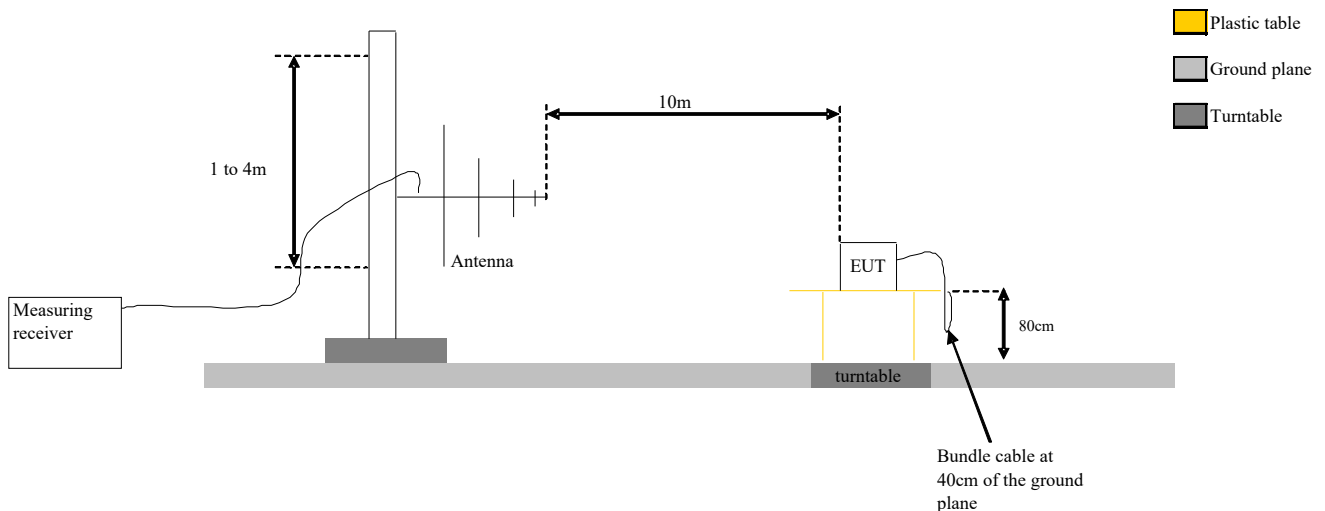 Plastic table
Ground plane
Turntable
10m
1 to 4m
Antenna
EUT
Measuring
receiver
80cm
turntable
Bundle cable at
40cm of the ground
plane